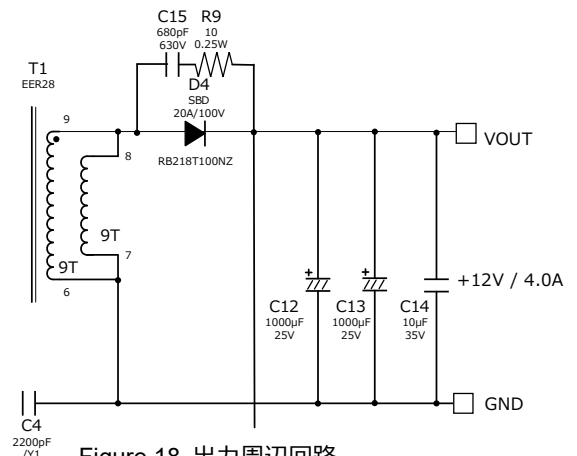 C15
680pF
630V
R9
10
0.25W
T1
EER28
D4
SBD
20A/100V
RB218T100NZ
9
8
VOUT
9T
7
9T
6
+12V / 4.0A
C12
1000µF
25V
C13
1000µF
25V
C14
10µF
35V
GND
C4
2200pF
/Y1
Figure 18. 出力周辺回路